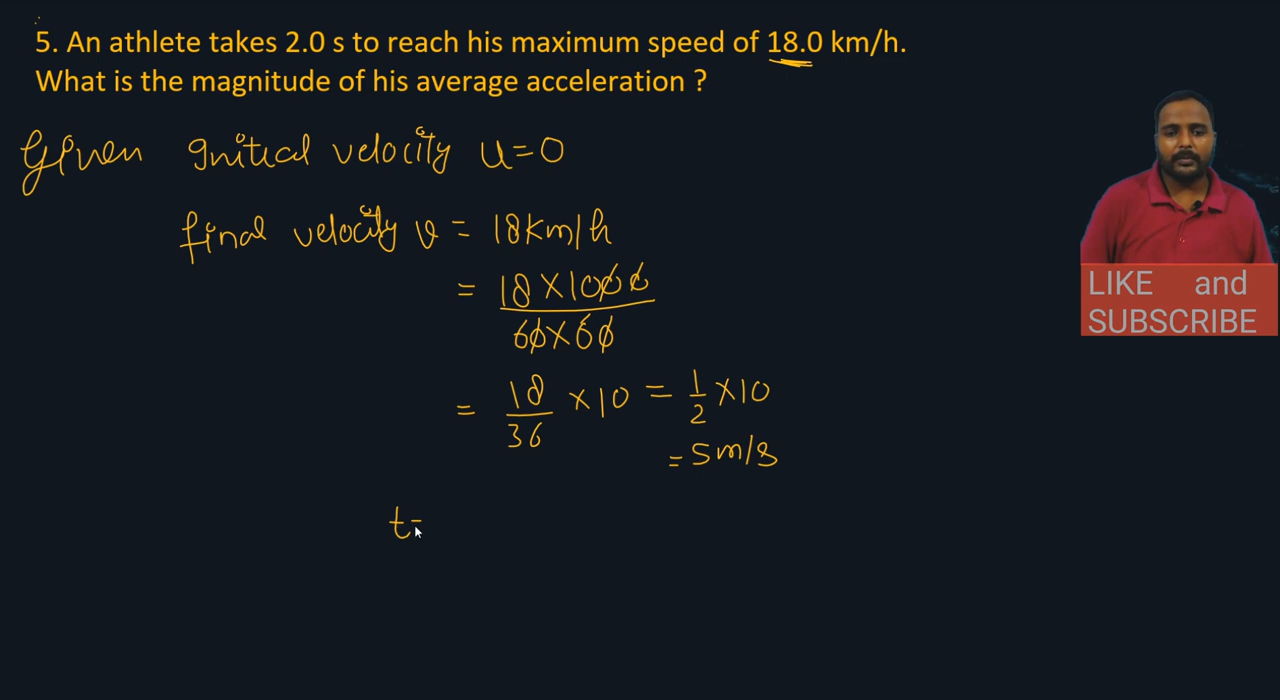 5. An athlete takes 2.0 s to reach his maximum speed of 18.0 km/h.
What is the magnitude of his average acceleration ?
Given Initial velocity u=0
final velocity v = 18km/h
= 18×1000
60×60
= 18/36 ×10 = 1/2 ×10
= 5m/s
t=
LIKE and
SUBSCRIBE